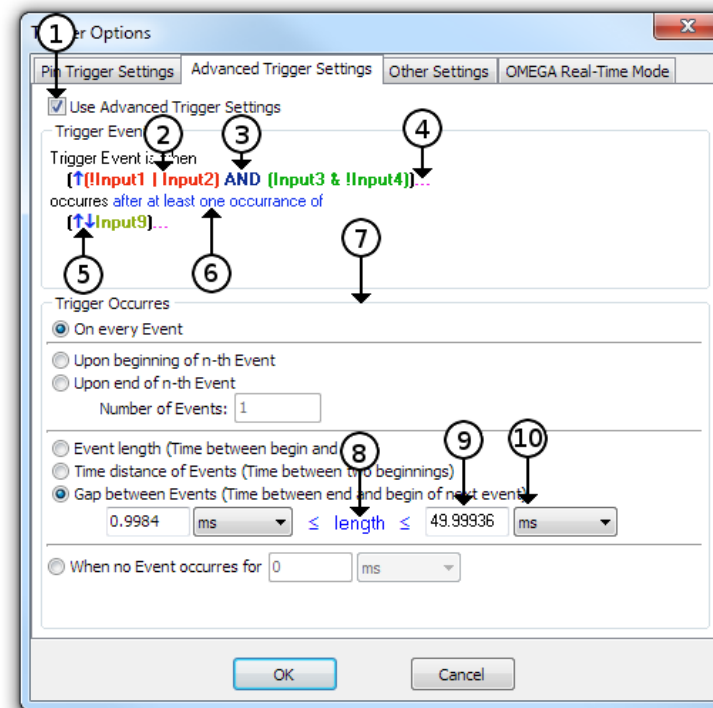 Trigger Options
Pin Trigger Settings Advanced Trigger Settings Other Settings OMEGA Real-Time Mode
1
Use Advanced Trigger Settings
Trigger Event
2 3 4
Trigger Event is when
(↑(!Input1 | Input2) AND (Input3 & !Input4))...
occurres after at least one occurrance of
(↑↓Input9)...
5 6 7
Trigger Occurres
On every Event
Upon beginning of n-th Event
Upon end of n-th Event
Number of Events: 1
Event length (Time between begin and
8 9 10
Time distance of Events (Time between two beginnings)
Gap between Events (Time between end and begin of next event)
0.9984 ms ≤ length ≤ 49.99936 ms
When no Event occurres for 0 ms
OK Cancel